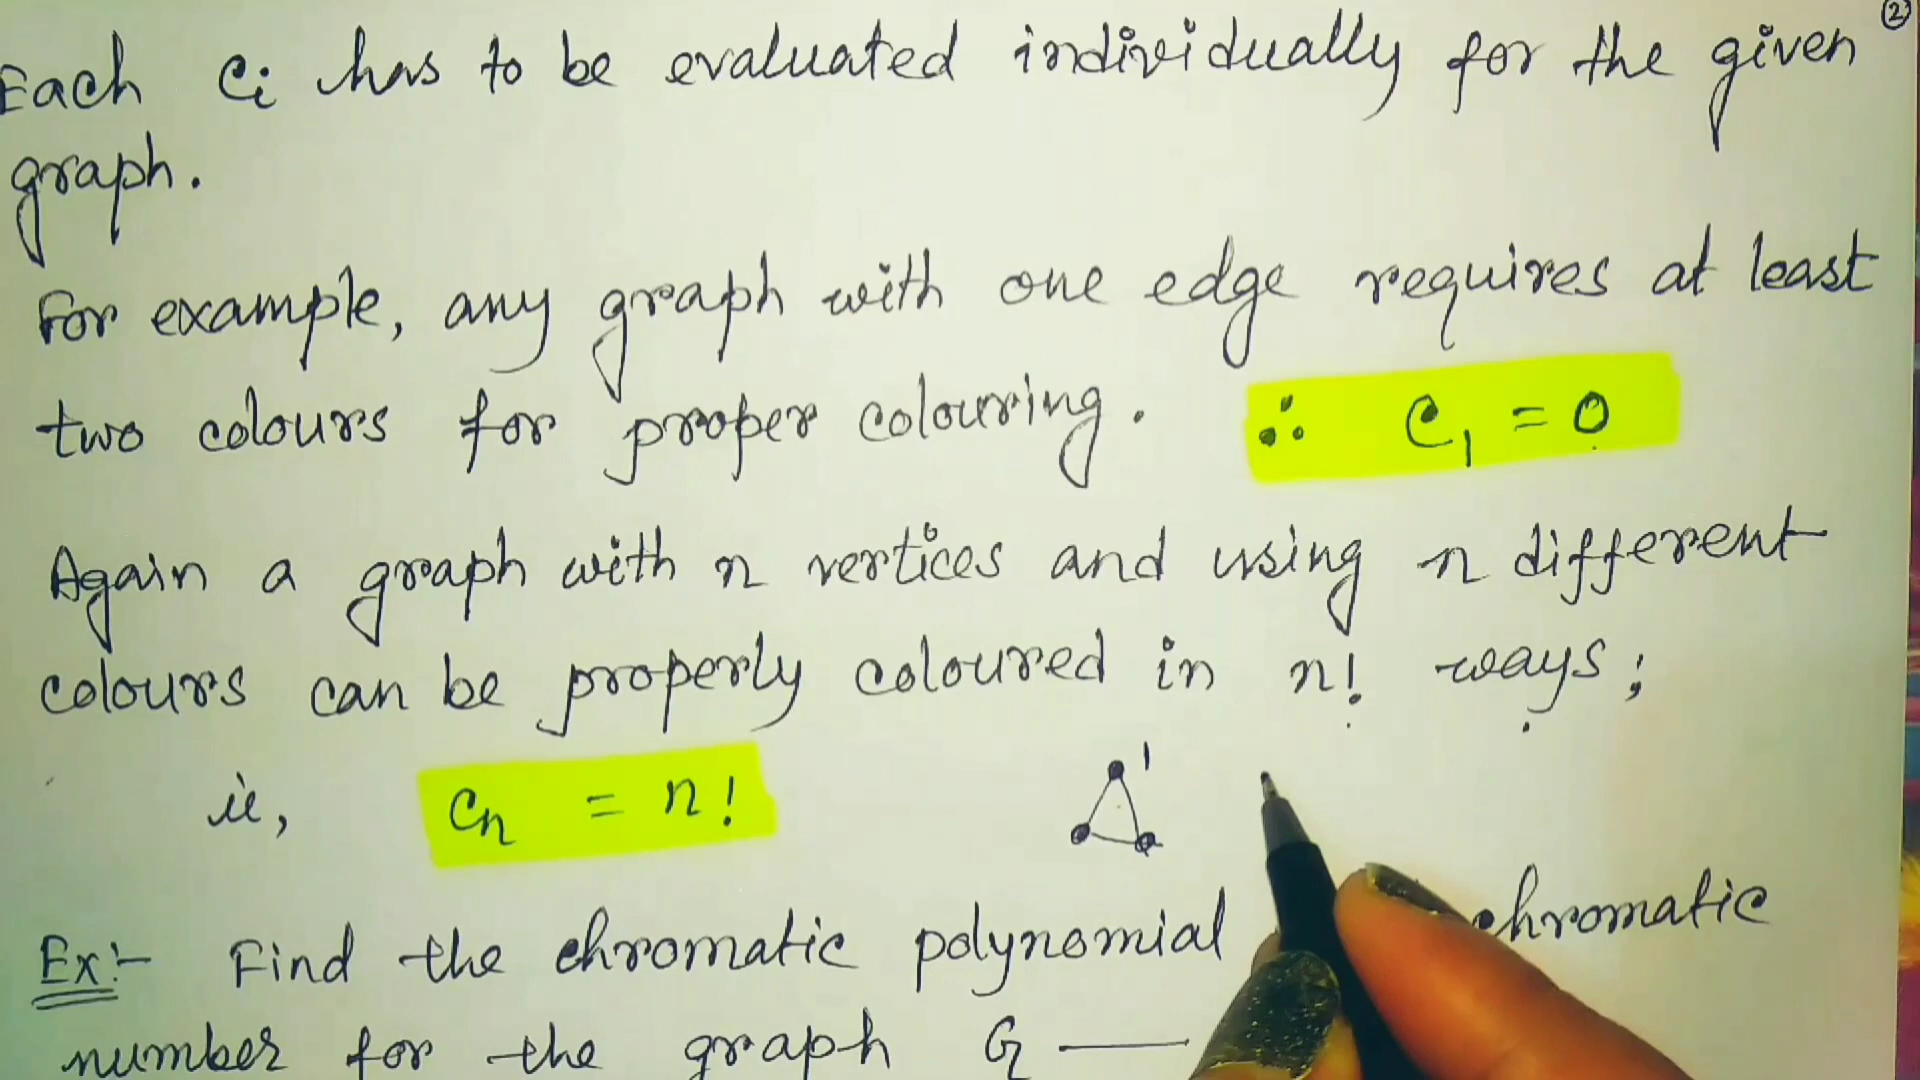 ②
Each Ci has to be evaluated individually for the given
graph.
For example, any graph with one edge requires at least
two colours for proper colouring. ∴ C₁ = 0
Again a graph with n vertices and using n different
colours can be properly coloured in n! ways;
ie, Cn = n!
1
Ex:- Find the chromatic polynomial chromatic
number for the graph G —